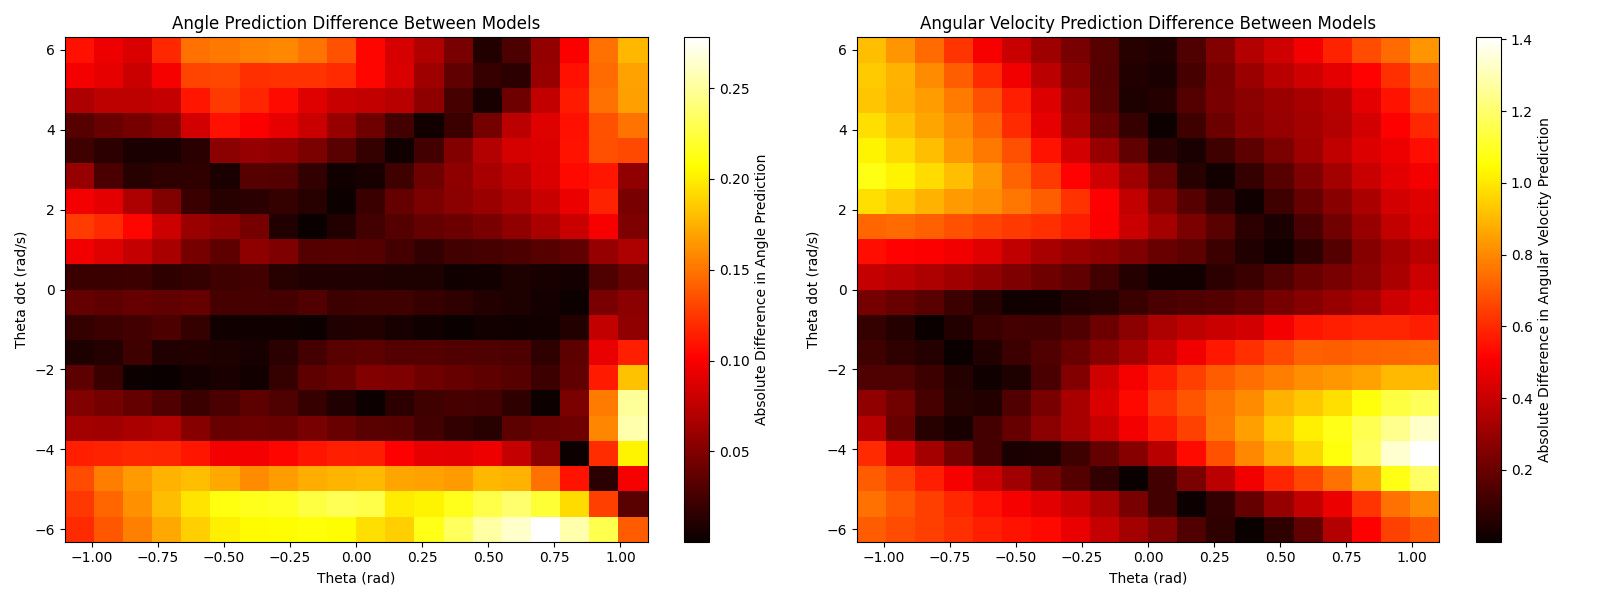 Angle Prediction Difference Between Models
6
4
2
0
−2
−4
−6
Theta dot (rad/s)
−1.00 −0.75 −0.50 −0.25 0.00 0.25 0.50 0.75 1.00
Theta (rad)
0.25
0.20
0.15
0.10
0.05
Absolute Difference in Angle Prediction
Angular Velocity Prediction Difference Between Models
6
4
2
0
−2
−4
−6
Theta dot (rad/s)
−1.00 −0.75 −0.50 −0.25 0.00 0.25 0.50 0.75 1.00
Theta (rad)
1.4
1.2
1.0
0.8
0.6
0.4
0.2
Absolute Difference in Angular Velocity Prediction